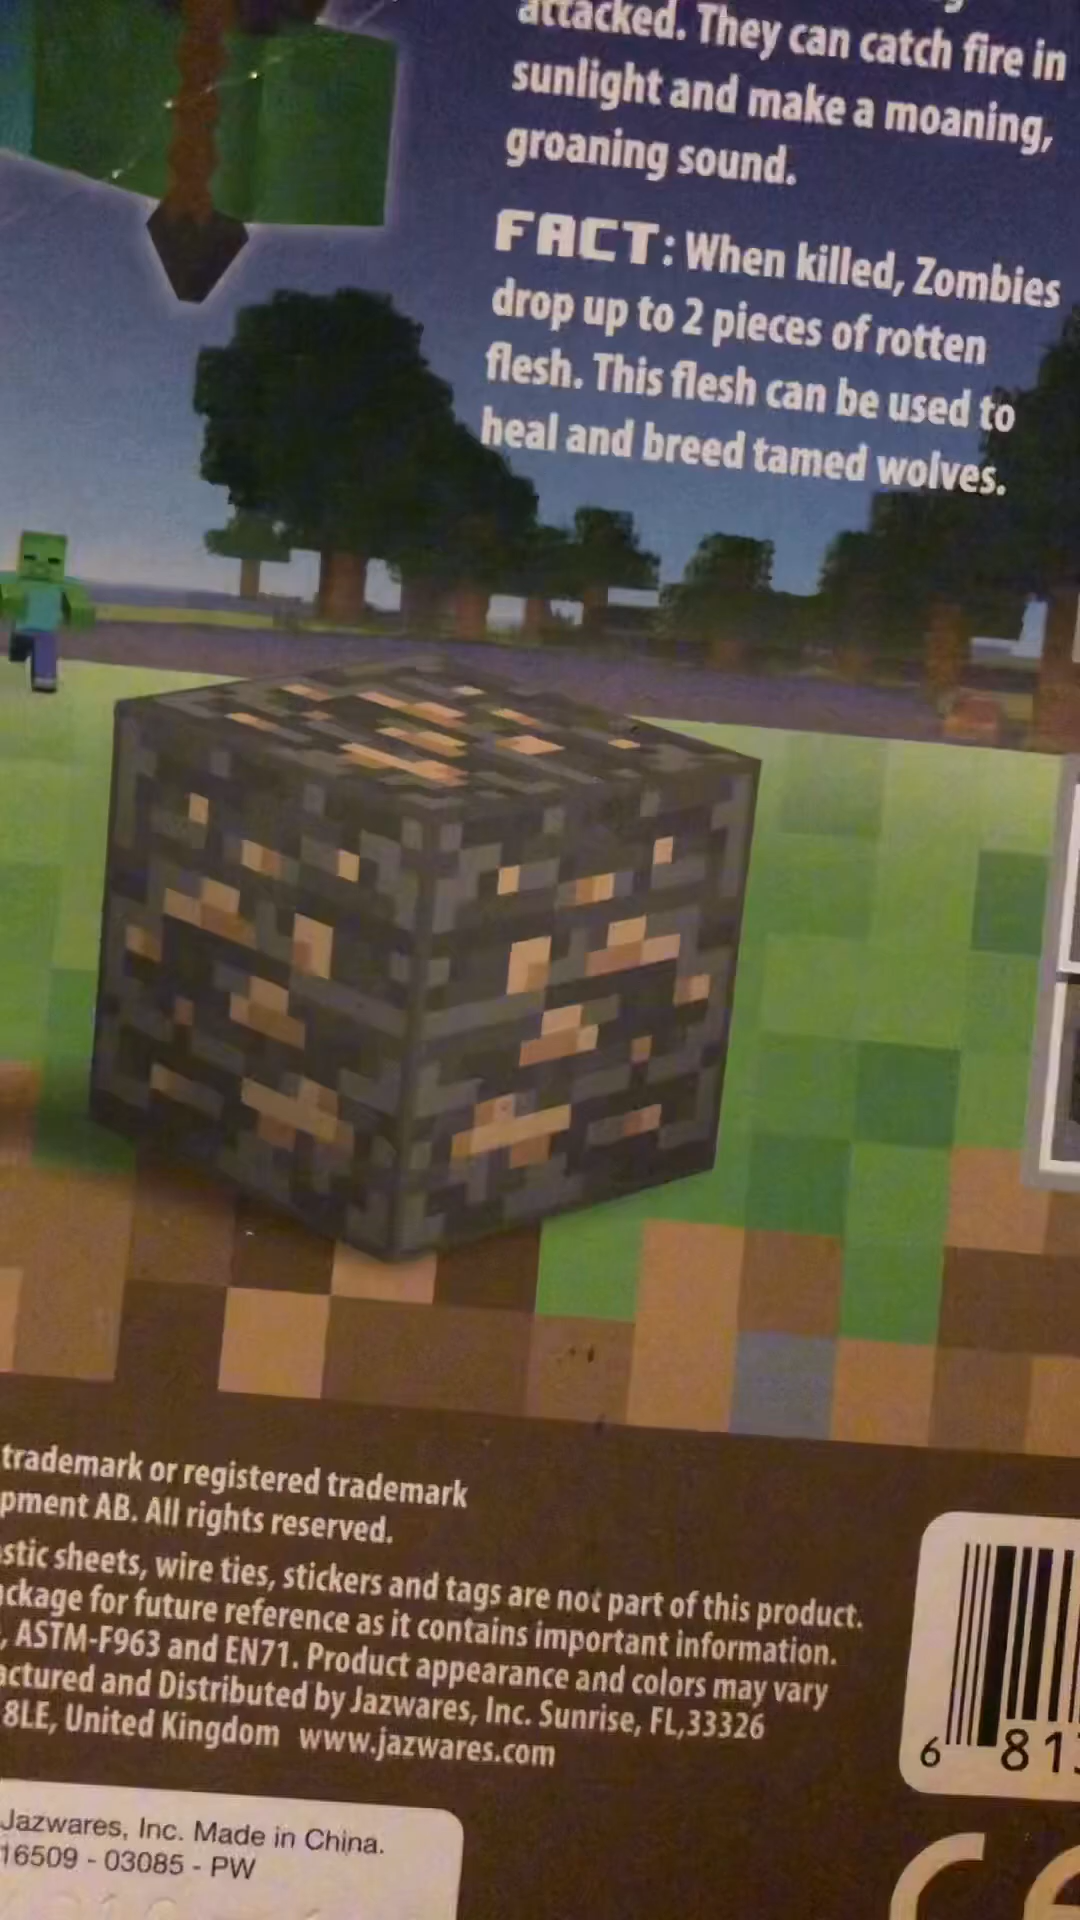 attacked. They can catch fire in
sunlight and make a moaning,
groaning sound.
FACT: When killed, Zombies
drop up to 2 pieces of rotten
flesh. This flesh can be used to
heal and breed tamed wolves.
trademark or registered trademark
pment AB. All rights reserved.
stic sheets, wire ties, stickers and tags are not part of this product.
ckage for future reference as it contains important information.
, ASTM-F963 and EN71. Product appearance and colors may vary
actured and Distributed by Jazwares, Inc. Sunrise, FL,33326
8LE, United Kingdom www.jazwares.com
6 81
Jazwares, Inc. Made in China.
16509 - 03085 - PW
CE